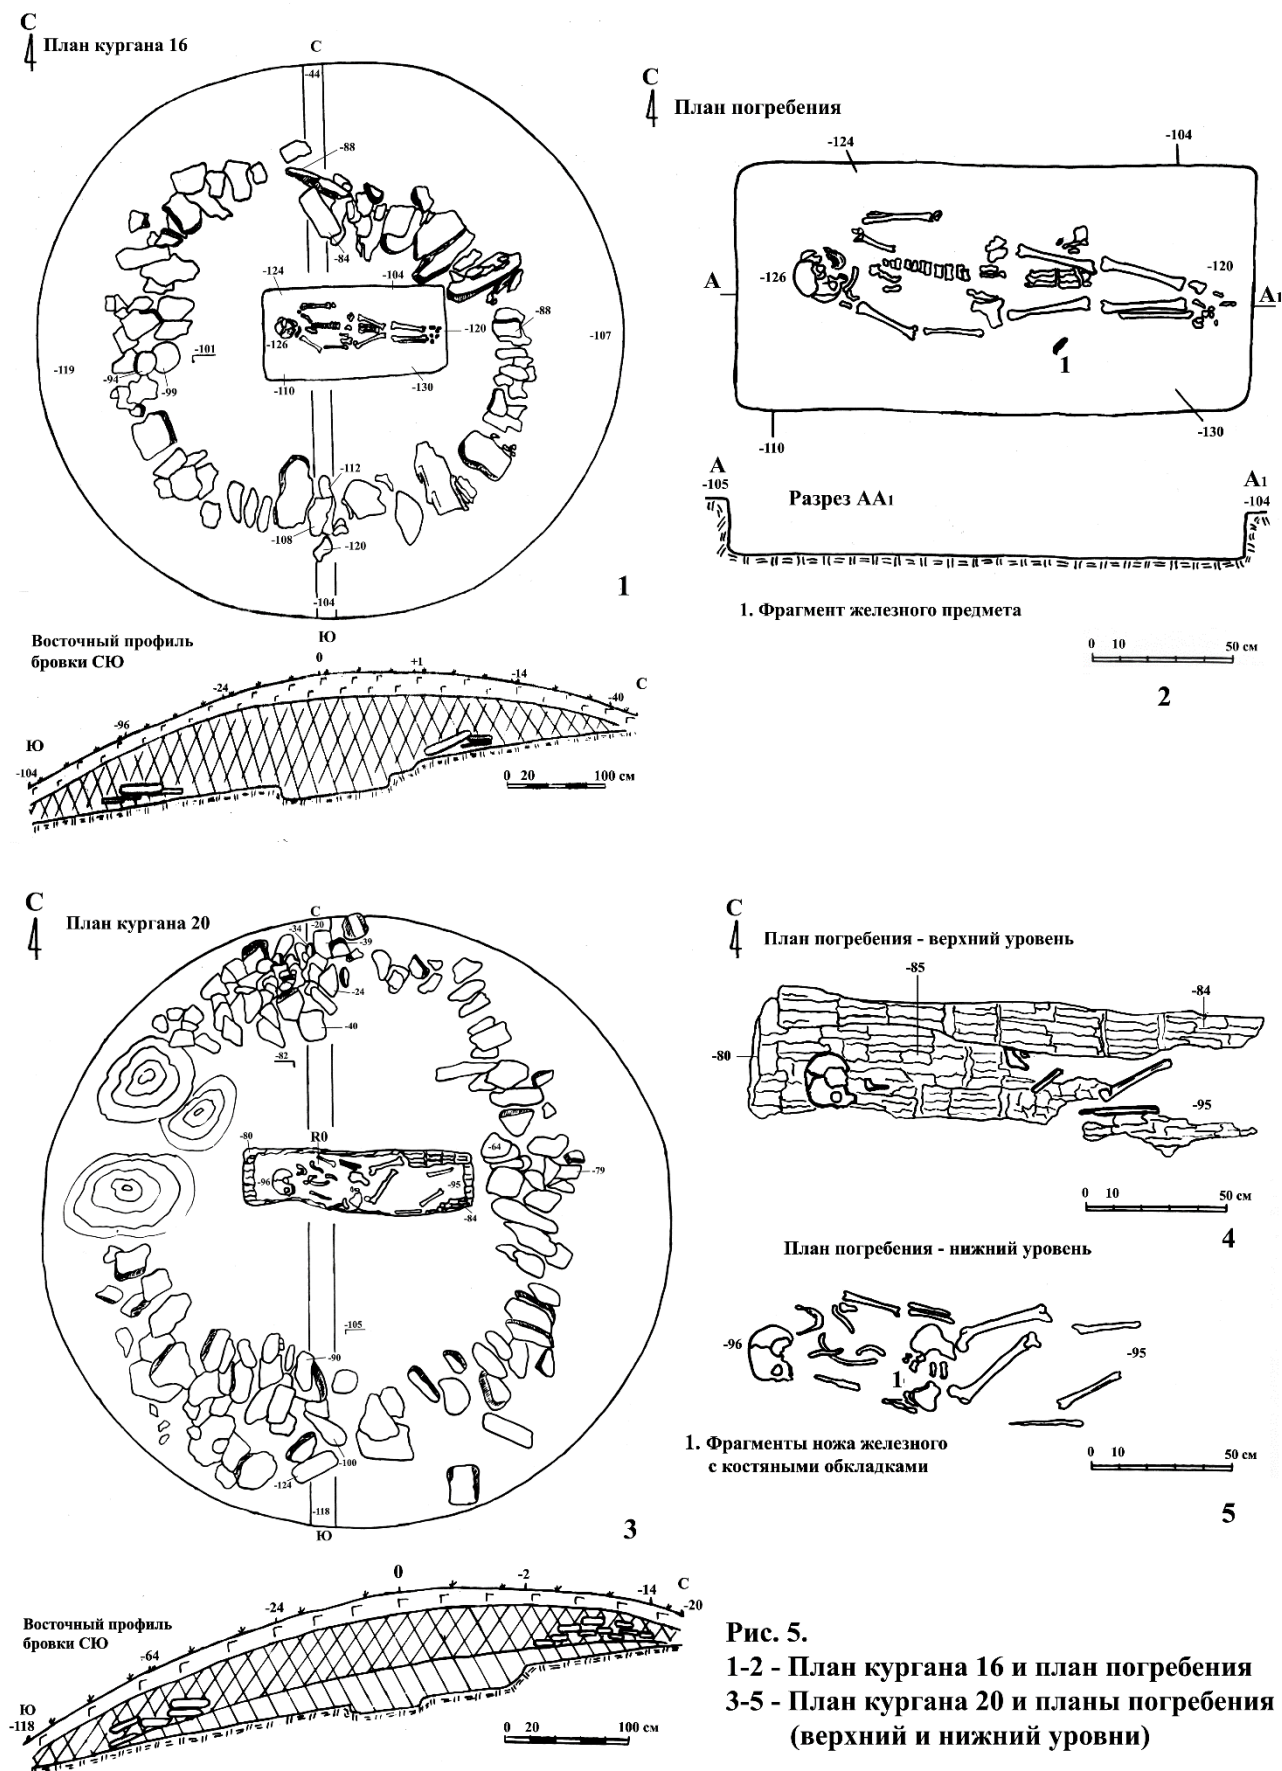 С
План кургана 16
С
-44
-88
-84
-124
-104
-88
-120
-107
-126
-101
-119
-94
-99
-110
-130
-112
-108
-120
-104
Ю
1
С
План погребения
-124
-104
-126
-120
А
А1
1
-130
-110
А
-105
А1
-104
Разрез АА1
1. Фрагмент железного предмета
0 10 50 см
2
Восточный профиль
бровки СЮ
0
+1
-14
-24
-40
С
-96
Ю
-104
0 20 100 см
С
План кургана 20
С
-34
-20
-39
-24
-40
-82
-80
R0
-64
-79
-96
-95
-84
-105
-90
-100
-124
-118
Ю
3
С
План погребения - верхний уровень
-85
-84
-80
-95
0 10 50 см
4
План погребения - нижний уровень
-96
-95
1
1. Фрагменты ножа железного
с костяными обкладками
0 10 50 см
5
Восточный профиль
бровки СЮ
0
-2
-14
С
-20
-24
-64
Ю
-118
0 20 100 см
Рис. 5.
1-2 - План кургана 16 и план погребения
3-5 - План кургана 20 и планы погребения
(верхний и нижний уровни)